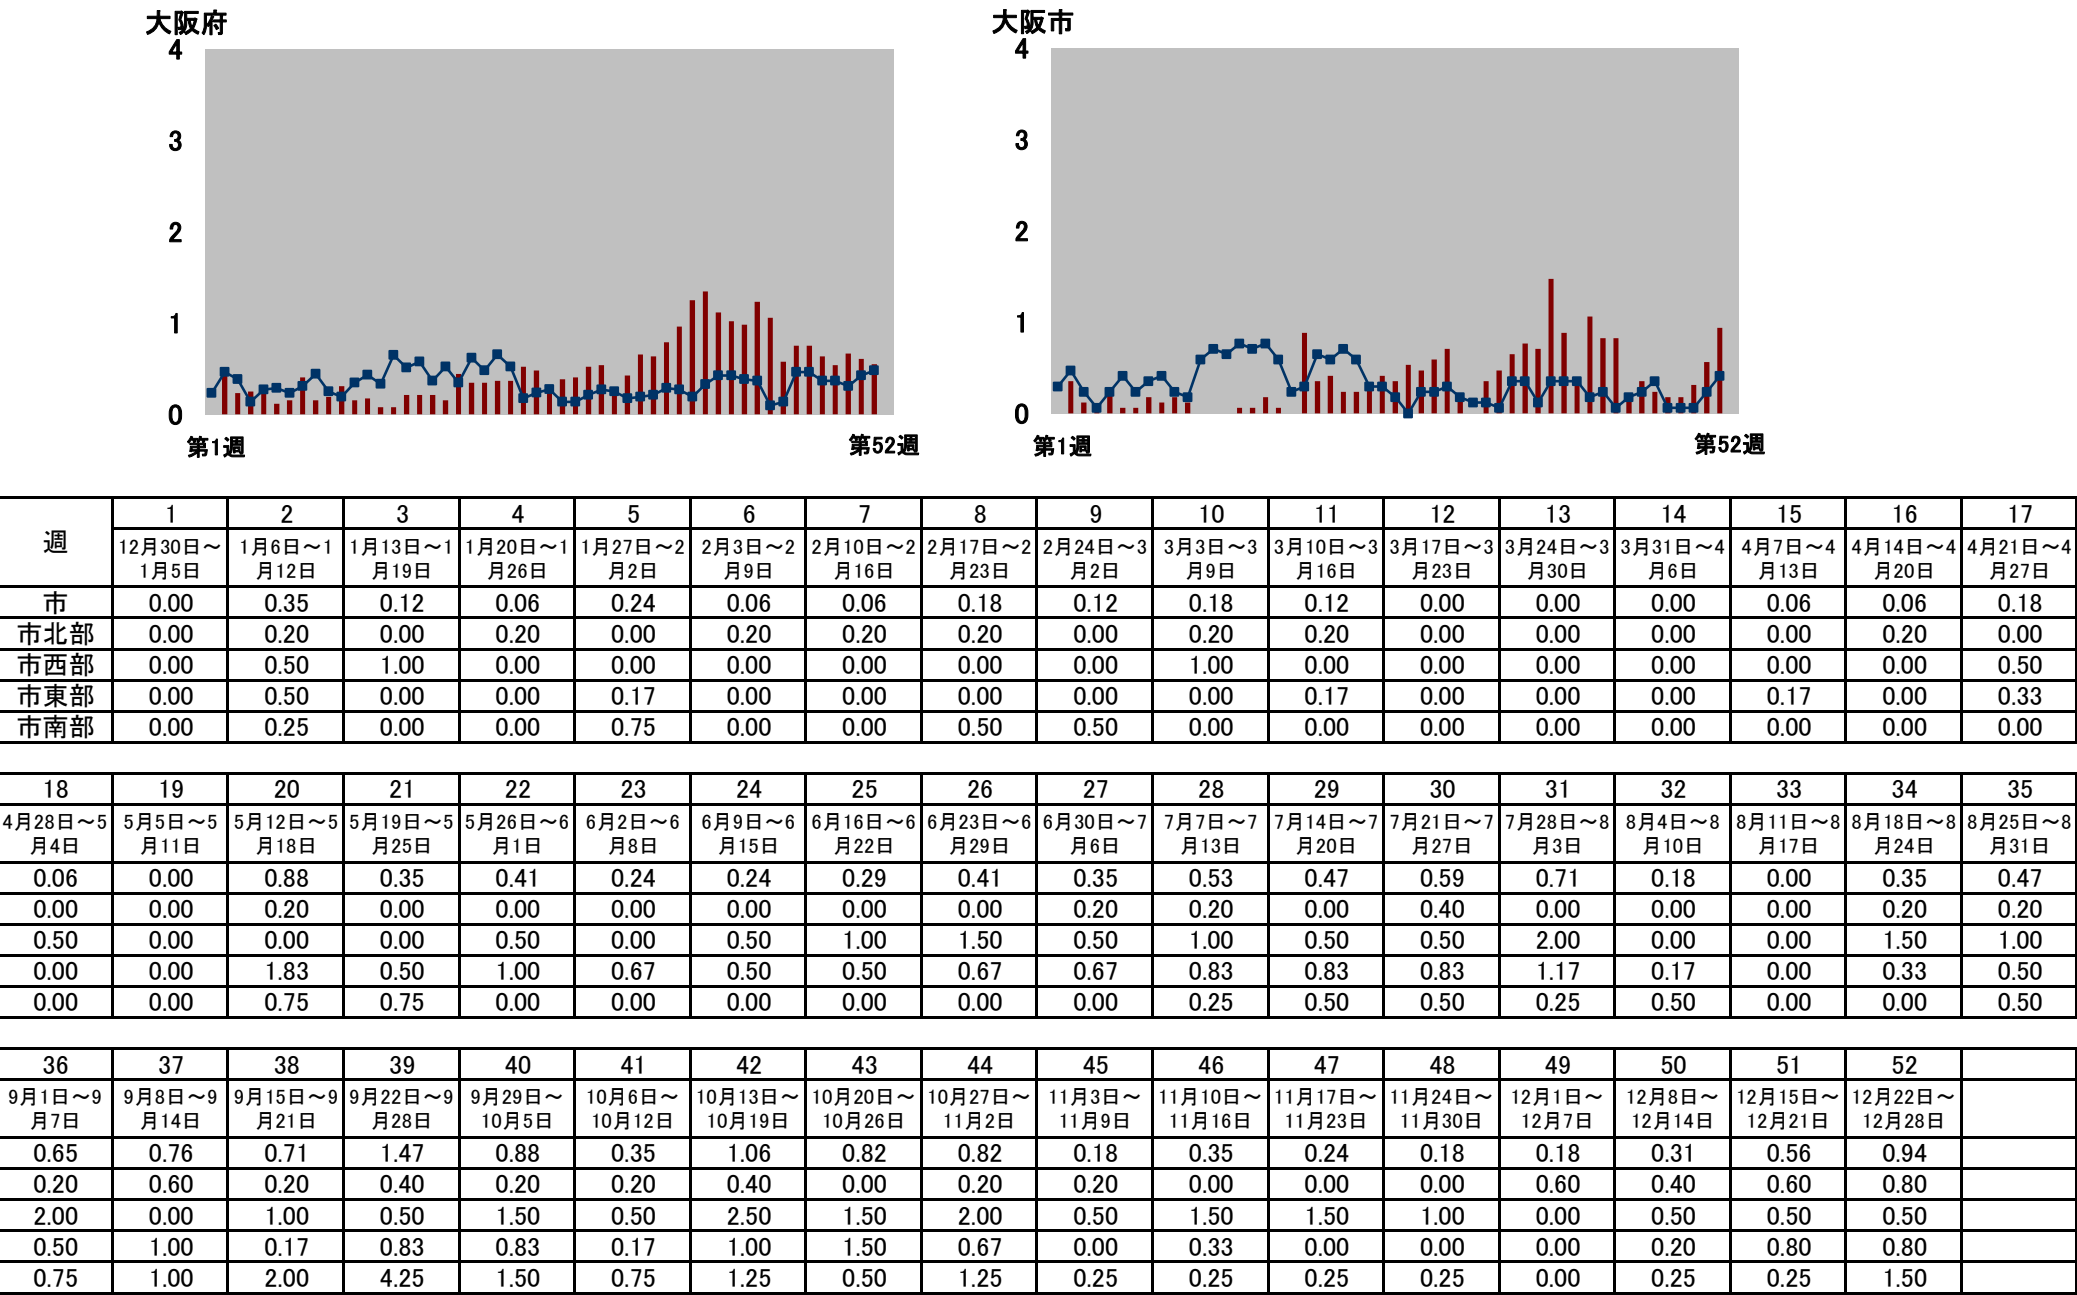 大阪府
4
3
2
1
0
第1週
第52週
大阪市
4
3
2
1
0
第1週
第52週
週 1 2 3 4 5 6 7 8 9 10 11 12 13 14 15 16 17
12月30日～ 1月6日～1 1月13日～1 1月20日～1 1月27日～2 2月3日～2 2月10日～2 2月17日～2 2月24日～3 3月3日～3 3月10日～3 3月17日～3 3月24日～3 3月31日～4 4月7日～4 4月14日～4 4月21日～4
1月5日 月12日 月19日 月26日 月2日 月9日 月16日 月23日 月2日 月9日 月16日 月23日 月30日 月6日 月13日 月20日 月27日
市 0.00 0.35 0.12 0.06 0.24 0.06 0.06 0.18 0.12 0.18 0.12 0.00 0.00 0.00 0.06 0.06 0.18
市北部 0.00 0.20 0.00 0.20 0.00 0.20 0.20 0.20 0.00 0.20 0.20 0.00 0.00 0.00 0.00 0.20 0.00
市西部 0.00 0.50 1.00 0.00 0.00 0.00 0.00 0.00 0.00 1.00 0.00 0.00 0.00 0.00 0.00 0.00 0.50
市東部 0.00 0.50 0.00 0.00 0.17 0.00 0.00 0.00 0.00 0.00 0.17 0.00 0.00 0.00 0.17 0.00 0.33
市南部 0.00 0.25 0.00 0.00 0.75 0.00 0.00 0.50 0.50 0.00 0.00 0.00 0.00 0.00 0.00 0.00 0.00
18 19 20 21 22 23 24 25 26 27 28 29 30 31 32 33 34 35
4月28日～5 5月5日～5 5月12日～5 5月19日～5 5月26日～6 6月2日～6 6月9日～6 6月16日～6 6月23日～6 6月30日～7 7月7日～7 7月14日～7 7月21日～7 7月28日～8 8月4日～8 8月11日～8 8月18日～8 8月25日～8
月4日 月11日 月18日 月25日 月1日 月8日 月15日 月22日 月29日 月6日 月13日 月20日 月27日 月3日 月10日 月17日 月24日 月31日
0.06 0.00 0.88 0.35 0.41 0.24 0.24 0.29 0.41 0.35 0.53 0.47 0.59 0.71 0.18 0.00 0.35 0.47
0.00 0.00 0.20 0.00 0.00 0.00 0.00 0.00 0.00 0.20 0.20 0.00 0.40 0.00 0.00 0.00 0.20 0.20
0.50 0.00 0.00 0.00 0.50 0.00 0.50 1.00 1.50 0.50 1.00 0.50 0.50 2.00 0.00 0.00 1.50 1.00
0.00 0.00 1.83 0.50 1.00 0.67 0.50 0.50 0.67 0.67 0.83 0.83 0.83 1.17 0.17 0.00 0.33 0.50
0.00 0.00 0.75 0.75 0.00 0.00 0.00 0.00 0.00 0.00 0.25 0.50 0.50 0.25 0.50 0.00 0.00 0.50
36 37 38 39 40 41 42 43 44 45 46 47 48 49 50 51 52
9月1日～9 9月8日～9 9月15日～9 9月22日～9 9月29日～ 10月6日～ 10月13日～ 10月20日～ 10月27日～ 11月3日～ 11月10日～ 11月17日～ 11月24日～ 12月1日～ 12月8日～ 12月15日～ 12月22日～
月7日 月14日 月21日 月28日 10月5日 10月12日 10月19日 10月26日 11月2日 11月9日 11月16日 11月23日 11月30日 12月7日 12月14日 12月21日 12月28日
0.65 0.76 0.71 1.47 0.88 0.35 1.06 0.82 0.82 0.18 0.35 0.24 0.18 0.18 0.31 0.56 0.94
0.20 0.60 0.20 0.40 0.20 0.20 0.40 0.00 0.20 0.20 0.00 0.00 0.00 0.60 0.40 0.60 0.80
2.00 0.00 1.00 0.50 1.50 0.50 2.50 1.50 2.00 0.50 1.50 1.50 1.00 0.00 0.50 0.50 0.50
0.50 1.00 0.17 0.83 0.83 0.17 1.00 1.50 0.67 0.00 0.33 0.00 0.00 0.00 0.20 0.80 0.80
0.75 1.00 2.00 4.25 1.50 0.75 1.25 0.50 1.25 0.25 0.25 0.25 0.25 0.00 0.25 0.25 1.50